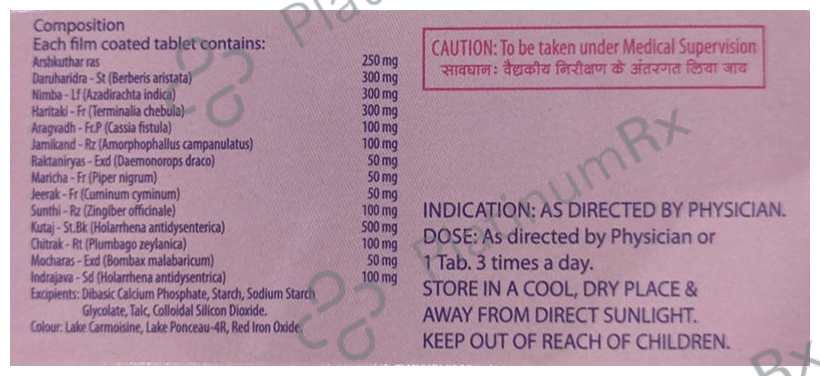 Composition
Each film coated tablet contains:
Arshkuthar ras 250 mg
Daruharidra - St (Berberis aristata) 300 mg
Nimba - Lf (Azadirachta indica) 300 mg
Haritaki - Fr (Terminalia chebula) 300 mg
Aragvadh - Fr.P (Cassia fistula) 100 mg
Jamikand - Rz (Amorphophallus campanulatus) 100 mg
Raktaniryas - Exd (Daemonorops draco) 50 mg
Maricha - Fr (Piper nigrum) 50 mg
Jeerak - Fr (Cuminum cyminum) 50 mg
Sunthi - Rz (Zingiber officinale) 100 mg
Kutaj - St.Bk (Holarrhena antidysenterica) 500 mg
Chitrak - Rt (Plumbago zeylanica) 100 mg
Mocharas - Exd (Bombax malabaricum) 50 mg
Indrajava - Sd (Holarrhena antidysentrica) 100 mg
Excipients: Dibasic Calcium Phosphate, Starch, Sodium Starch
Glycolate, Talc, Colloidal Silicon Dioxide.
Colour: Lake Carmoisine, Lake Ponceau-4R, Red Iron Oxide.
CAUTION: To be taken under Medical Supervision
सावधान: वैद्यकीय निरीक्षण के अंतरगत लिया जाय
INDICATION: AS DIRECTED BY PHYSICIAN.
DOSE: As directed by Physician or
1 Tab. 3 times a day.
STORE IN A COOL, DRY PLACE &
AWAY FROM DIRECT SUNLIGHT.
KEEP OUT OF REACH OF CHILDREN.
PlatinumRx